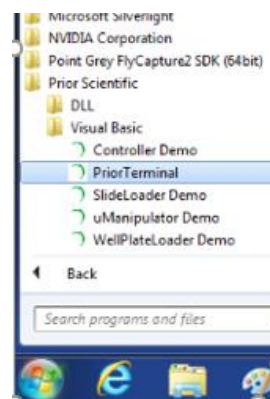 Microsoft Silverlight
NVIDIA Corporation
Point Grey FlyCapture2 SDK (64bit)
Prior Scientific
DLL
Visual Basic
Controller Demo
PriorTerminal
SlideLoader Demo
uManipulator Demo
WellPlateLoader Demo
Back
Search programs and files